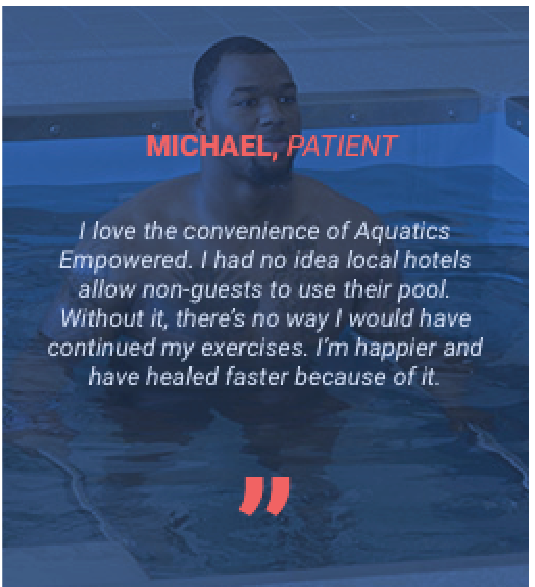 MICHAEL, PATIENT
I love the convenience of Aquatics
Empowered. I had no idea local hotels
allow non-guests to use their pool.
Without it, there's no way I would have
continued my exercises. I'm happier and
have healed faster because of it.
”